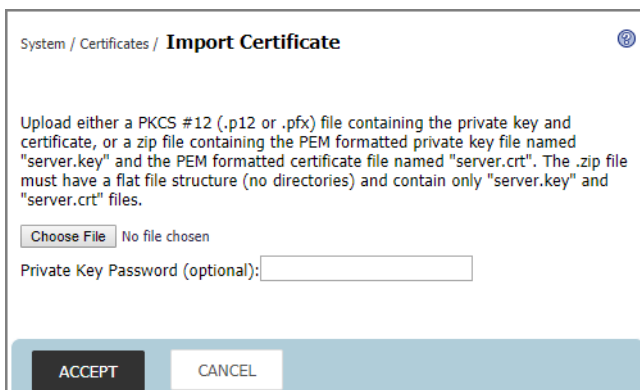 System / Certificates / Import Certificate
Upload either a PKCS #12 (.p12 or .pfx) file containing the private key and
certificate, or a zip file containing the PEM formatted private key file named
"server.key" and the PEM formatted certificate file named "server.crt". The .zip file
must have a flat file structure (no directories) and contain only "server.key" and
"server.crt" files.
Choose File No file chosen
Private Key Password (optional):
ACCEPT CANCEL